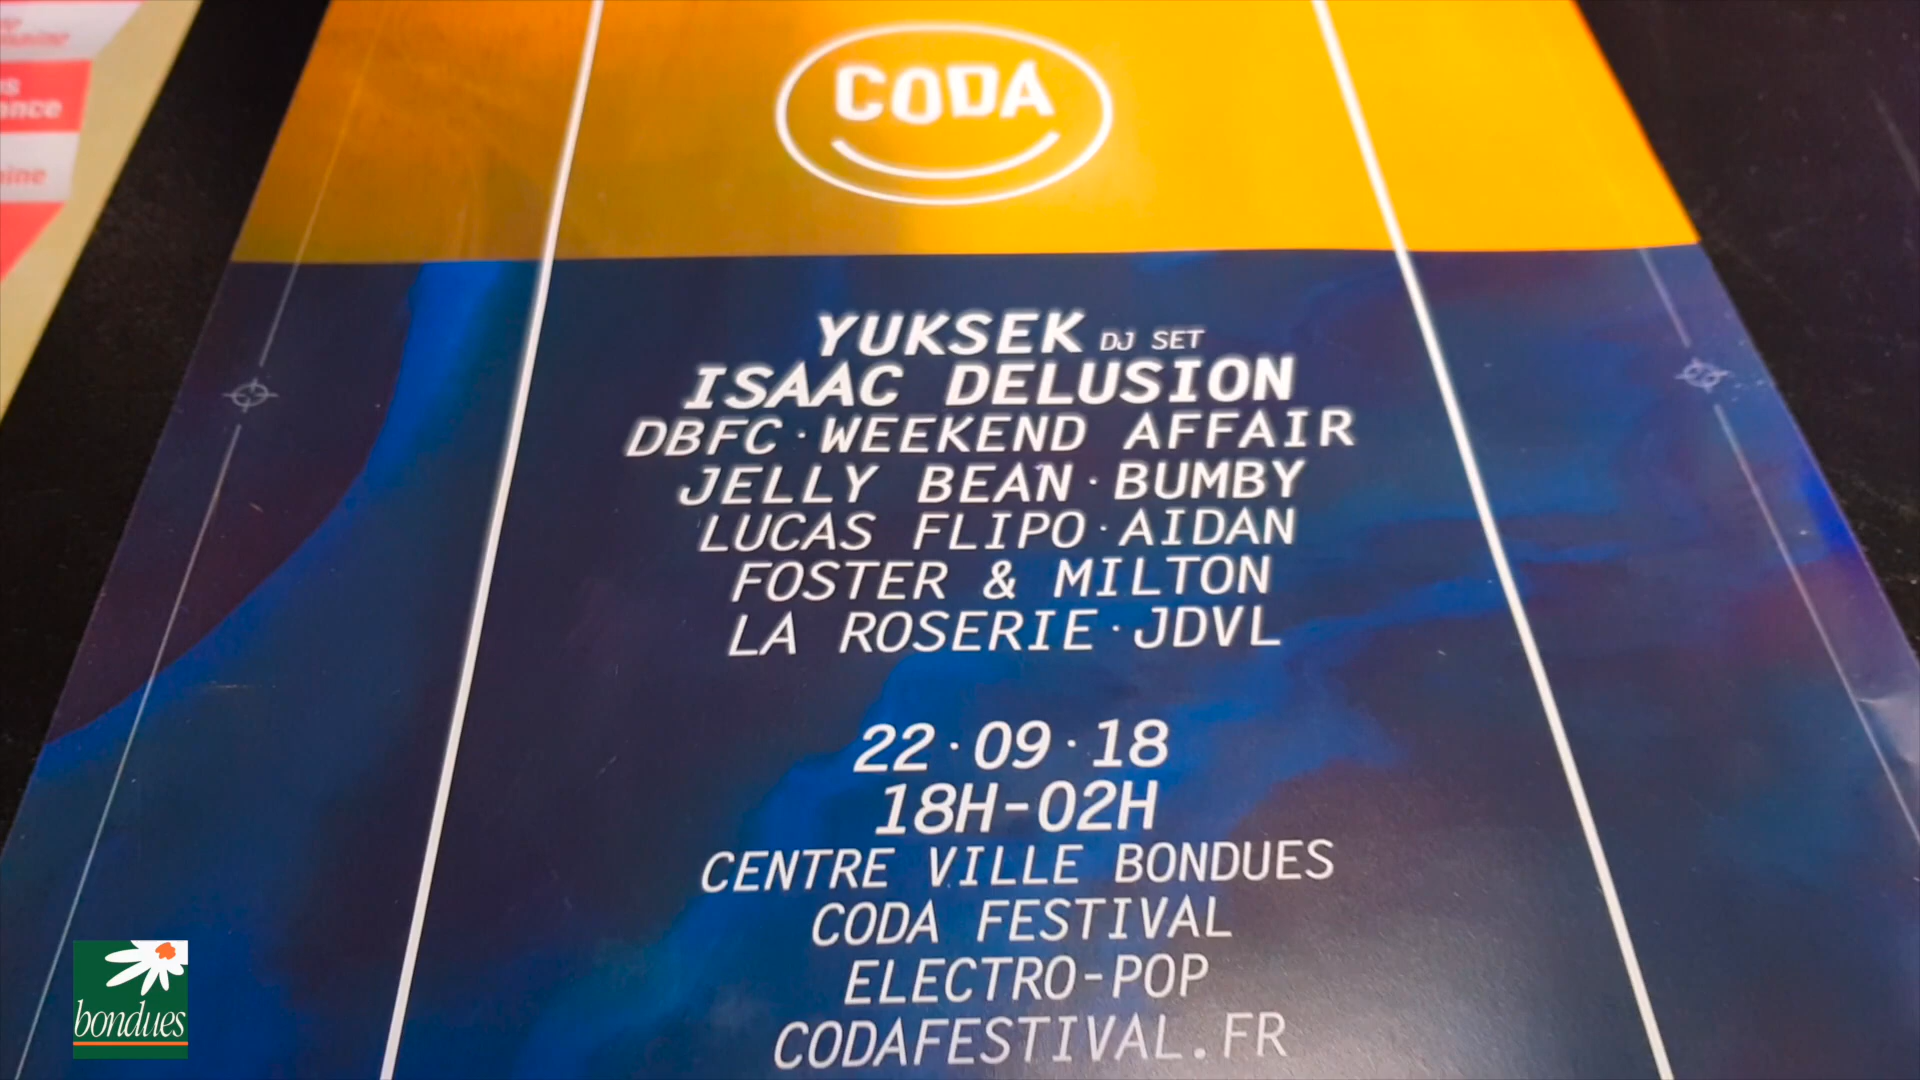 CODA
YUKSEK DJ SET
ISAAC DELUSION
DBFC · WEEKEND AFFAIR
JELLY BEAN · BUMBY
LUCAS FLIPO · AIDAN
FOSTER & MILTON
LA ROSERIE · JDVL
22 · 09 · 18
18H-02H
CENTRE VILLE BONDUES
CODA FESTIVAL
ELECTRO-POP
CODAFESTIVAL.FR
bondues